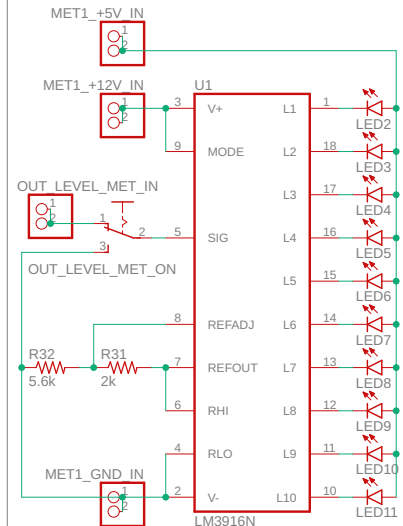 MET1_+5V_IN
1
2
MET1_+12V_IN
1
2
U1
3 V+ L1 1
LED2
9 MODE L2 18
LED3
L3 17
LED4
OUT_LEVEL_MET_IN
1
2
1
2
3
5 SIG L4 16
LED5
OUT_LEVEL_MET_ON
L5 15
LED6
8 REFADJ L6 14
LED7
R32
5.6k
R31
2k
7 REFOUT L7 13
LED8
6 RHI L8 12
LED9
4 RLO L9 11
LED10
MET1_GND_IN
1
2
2 V- L10 10
LED11
LM3916N